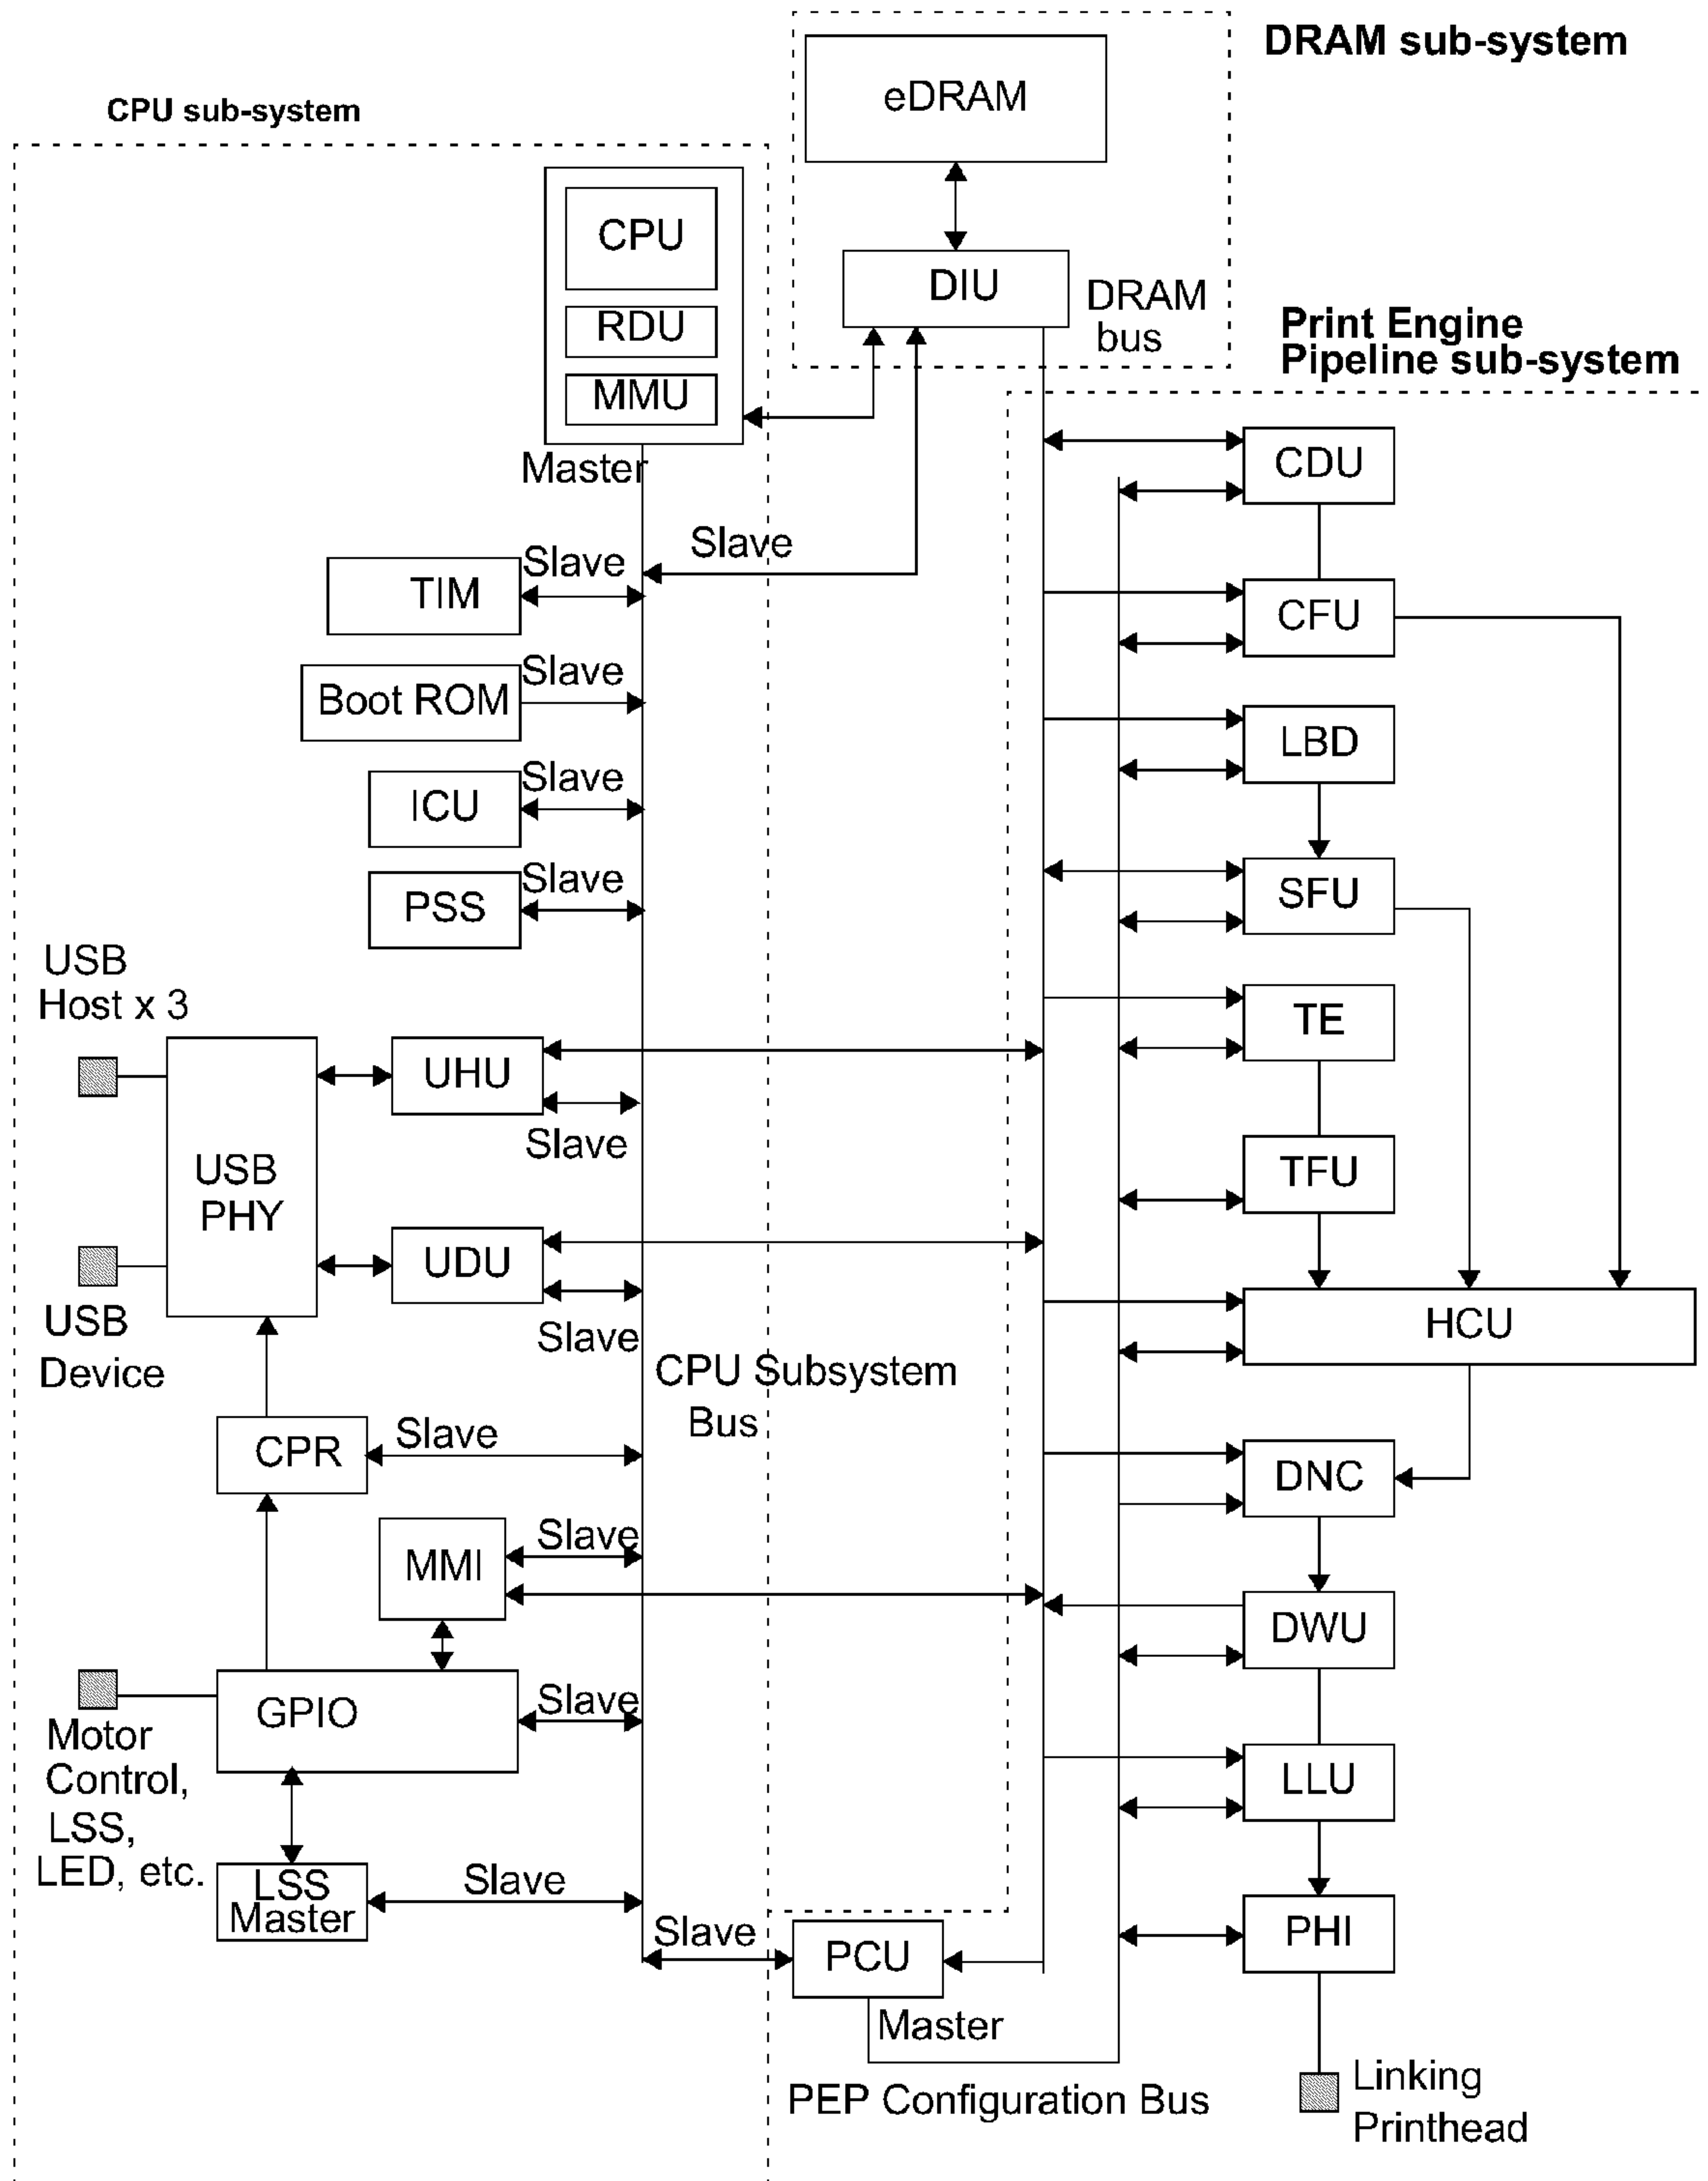 DRAM sub-system
eDRAM
CPU sub-system
CPU
DIU
DRAM
bus
RDU
MMU
Print Engine
Pipeline sub-system
Master
CDU
Slave
Slave
TIM
CFU
Slave
Boot ROM
LBD
Slave
ICU
Slave
PSS
SFU
USB
Host x 3
TE
UHU
Slave
USB
PHY
TFU
UDU
USB
Device
Slave
HCU
CPU Subsystem
Bus
Slave
CPR
DNC
Slave
MMI
DWU
Slave
GPIO
Motor
Control,
LSS,
LED, etc.
LLU
LSS
Master
Slave
Slave
PCU
PHI
Master
PEP Configuration Bus
Linking
Printhead